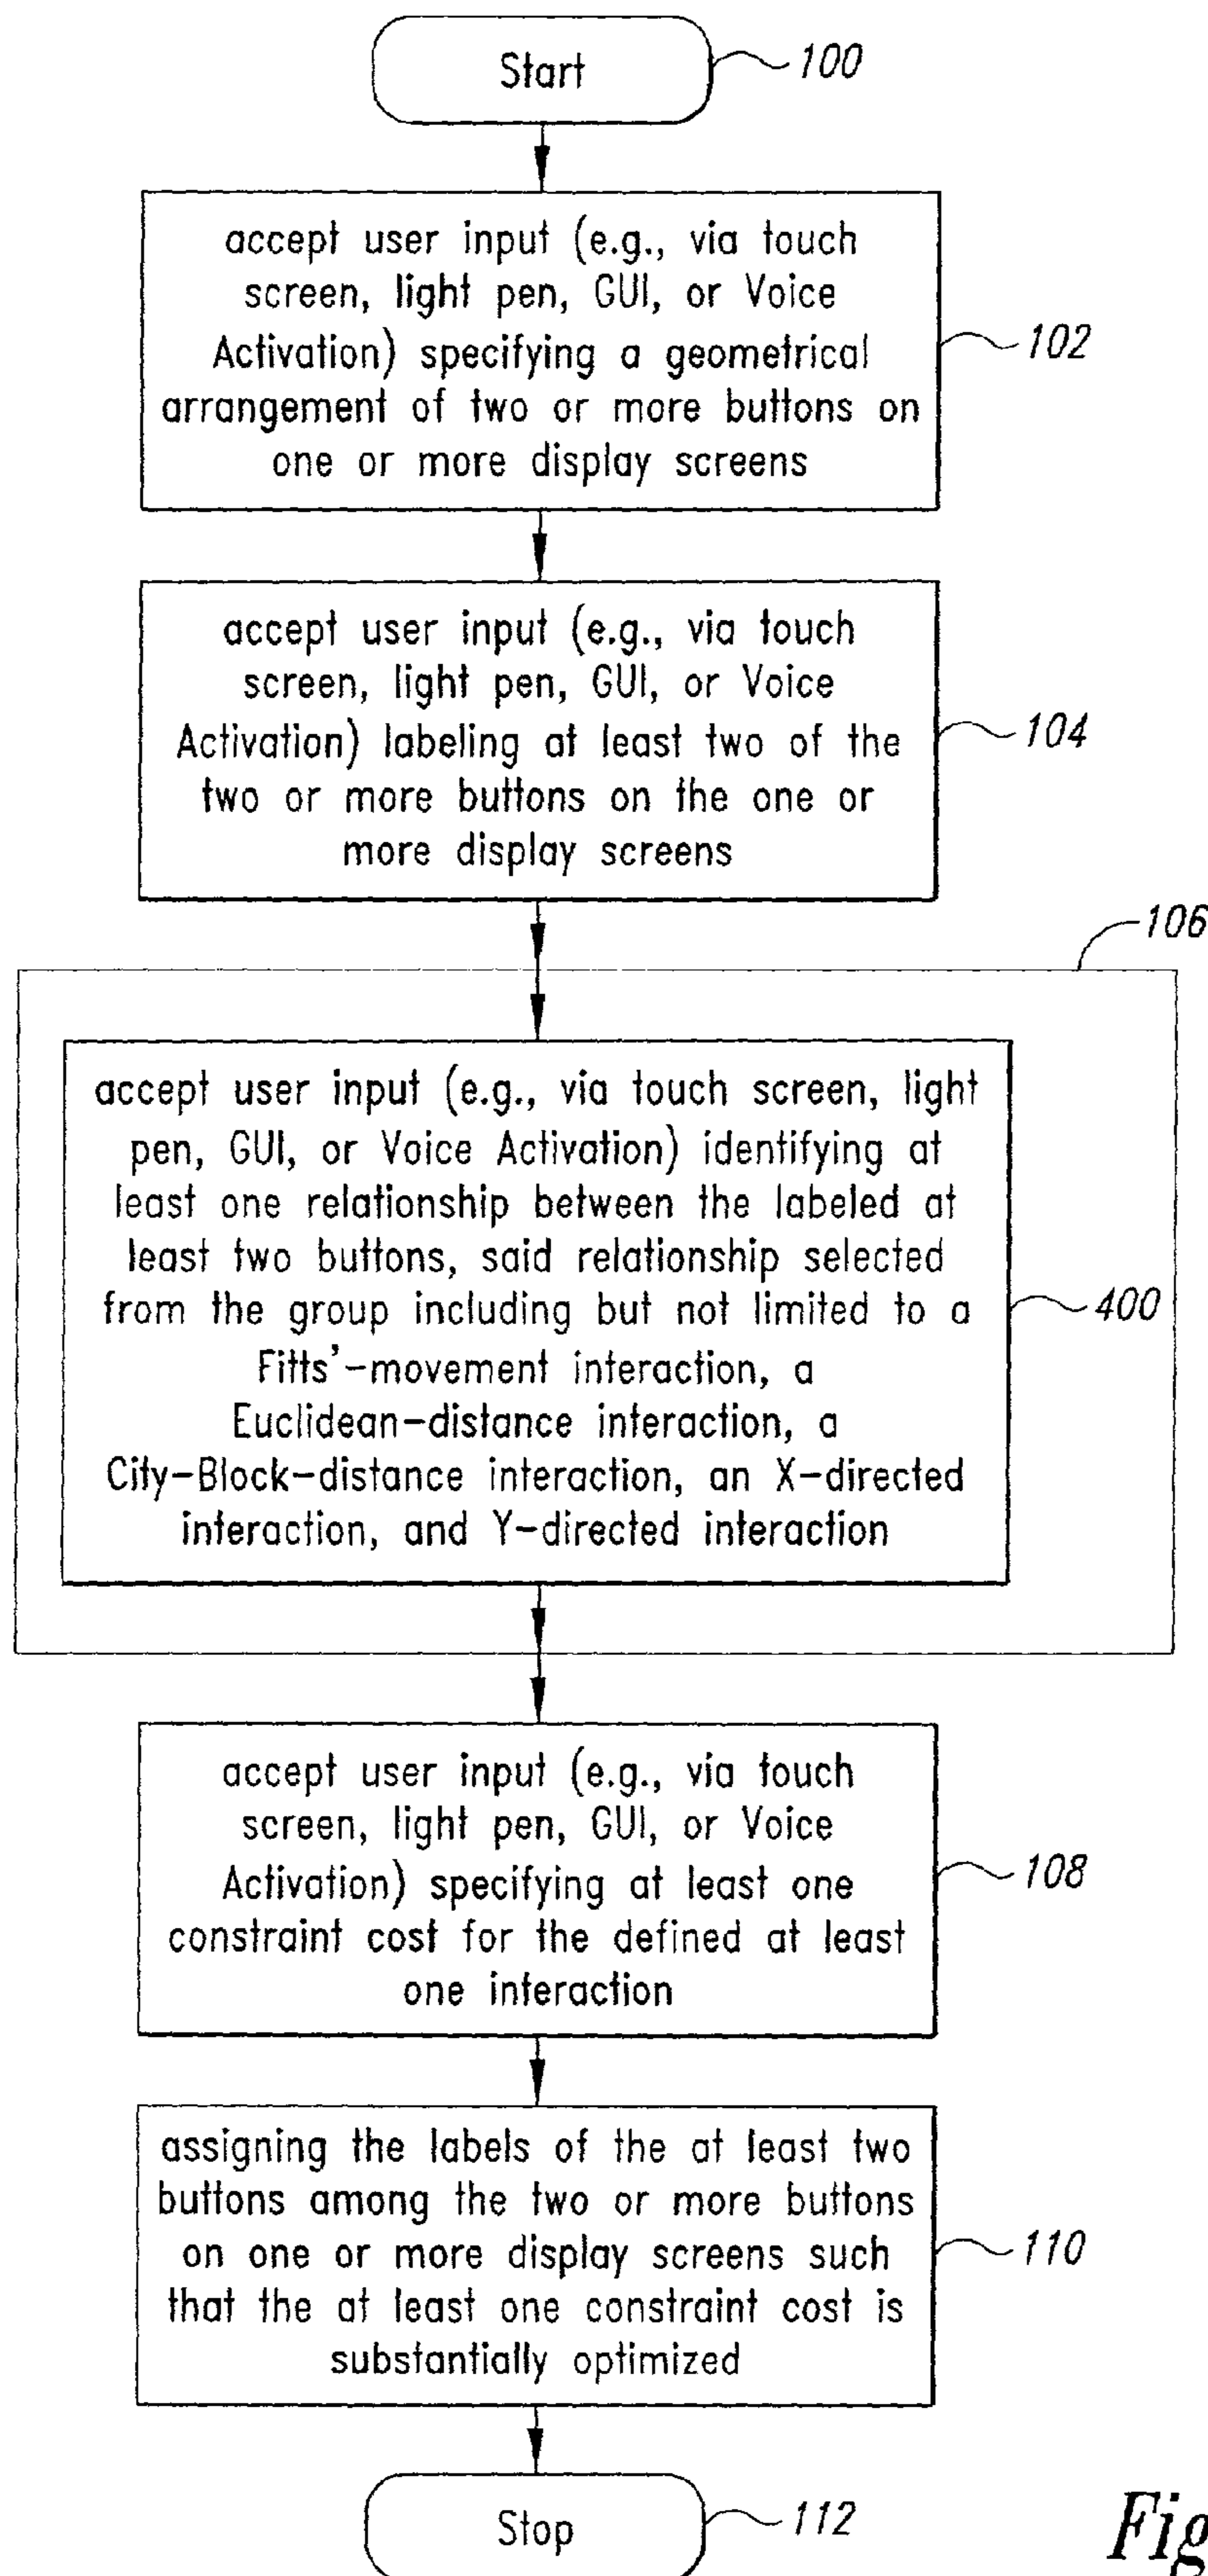 Start
100
accept user input (e.g., via touch
screen, light pen, GUI, or Voice
Activation) specifying a geometrical
arrangement of two or more buttons on
one or more display screens
102
accept user input (e.g., via touch
screen, light pen, GUI, or Voice
Activation) labeling at least two of the
two or more buttons on the one or
more display screens
104
106
accept user input (e.g., via touch screen, light
pen, GUI, or Voice Activation) identifying at
least one relationship between the labeled at
least two buttons, said relationship selected
from the group including but not limited to a
Fitts'-movement interaction, a
Euclidean-distance interaction, a
City-Block-distance interaction, an X-directed
interaction, and Y-directed interaction
400
accept user input (e.g., via touch
screen, light pen, GUI, or Voice
Activation) specifying at least one
constraint cost for the defined at least
one interaction
108
assigning the labels of the at least two
buttons among the two or more buttons
on one or more display screens such
that the at least one constraint cost is
substantially optimized
110
Stop
112
Fig